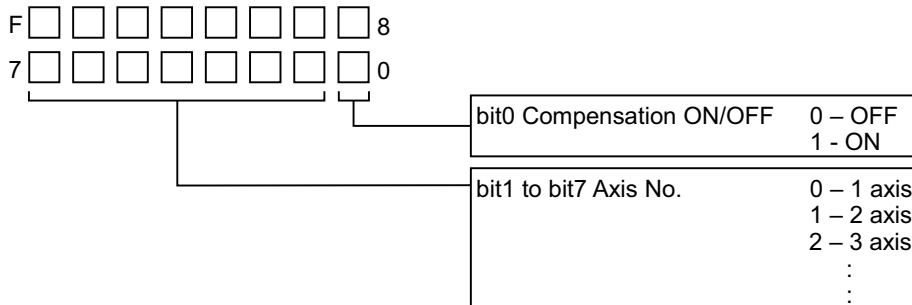 F 8
7 0
bit0 Compensation ON/OFF 0 – OFF
1 - ON
bit1 to bit7 Axis No. 0 – 1 axis
1 – 2 axis
2 – 3 axis
:
: